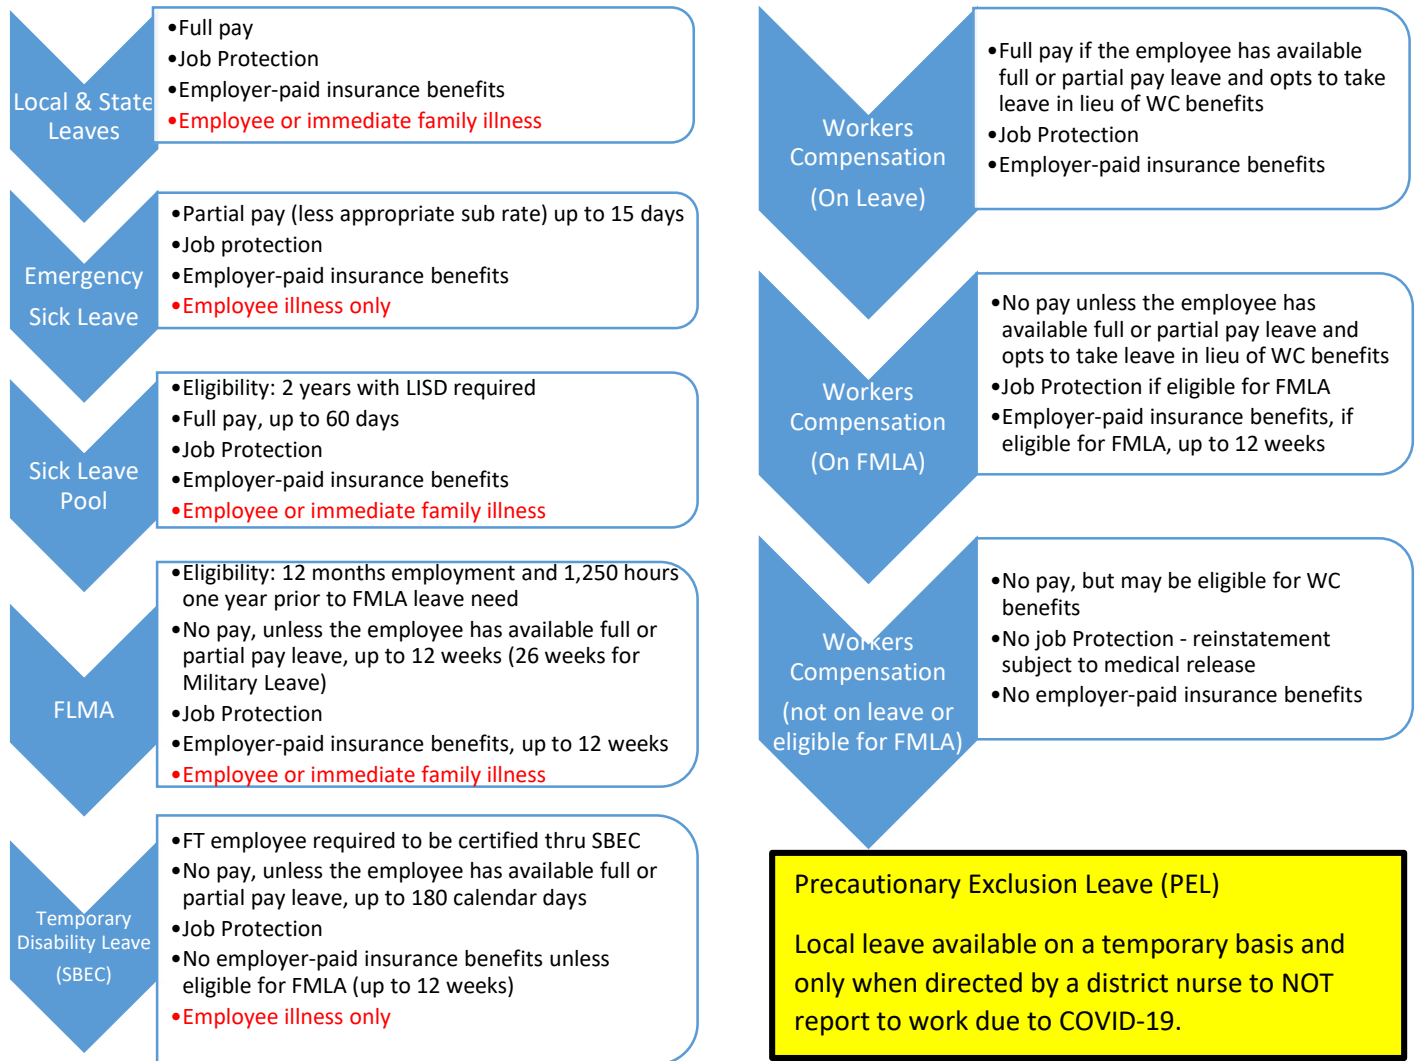 Local & State
Leaves
•Full pay
•Job Protection
•Employer-paid insurance benefits
•Employee or immediate family illness
Emergency
Sick Leave
•Partial pay (less appropriate sub rate) up to 15 days
•Job protection
•Employer-paid insurance benefits
•Employee illness only
Sick Leave
Pool
•Eligibility: 2 years with LISD required
•Full pay, up to 60 days
•Job Protection
•Employer-paid insurance benefits
•Employee or immediate family illness
FLMA
•Eligibility: 12 months employment and 1,250 hours
one year prior to FMLA leave need
•No pay, unless the employee has available full or
partial pay leave, up to 12 weeks (26 weeks for
Military Leave)
•Job Protection
•Employer-paid insurance benefits, up to 12 weeks
•Employee or immediate family illness
Temporary
Disability Leave
(SBEC)
•FT employee required to be certified thru SBEC
•No pay, unless the employee has available full or
partial pay leave, up to 180 calendar days
•Job Protection
•No employer-paid insurance benefits unless
eligible for FMLA (up to 12 weeks)
•Employee illness only
Workers
Compensation
(On Leave)
•Full pay if the employee has available
full or partial pay leave and opts to take
leave in lieu of WC benefits
•Job Protection
•Employer-paid insurance benefits
Workers
Compensation
(On FMLA)
•No pay unless the employee has
available full or partial pay leave and
opts to take leave in lieu of WC benefits
•Job Protection if eligible for FMLA
•Employer-paid insurance benefits, if
eligible for FMLA, up to 12 weeks
Workers
Compensation
(not on leave or
eligible for FMLA)
•No pay, but may be eligible for WC
benefits
•No job Protection - reinstatement
subject to medical release
•No employer-paid insurance benefits
Precautionary Exclusion Leave (PEL)
Local leave available on a temporary basis and
only when directed by a district nurse to NOT
report to work due to COVID-19.